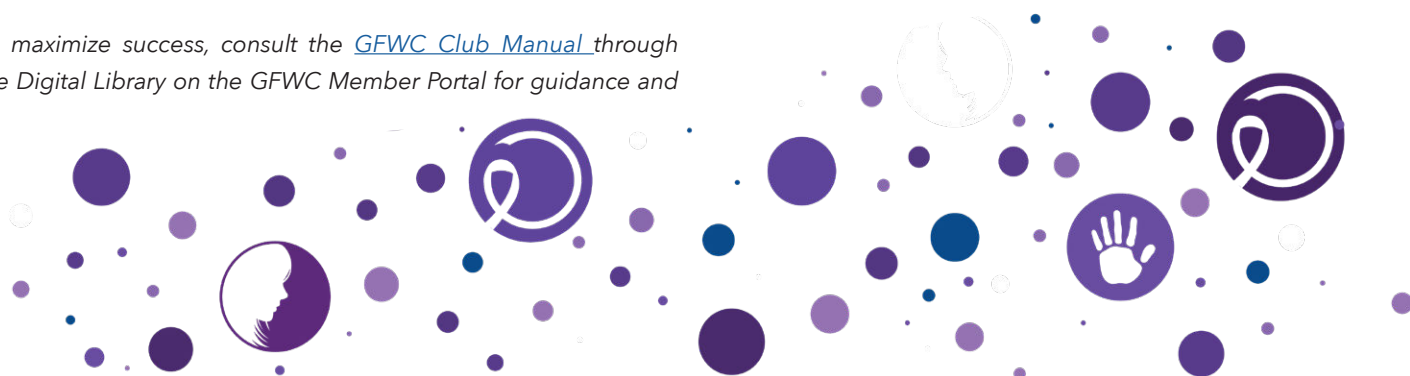 maximize success, consult the GFWC Club Manual through
e Digital Library on the GFWC Member Portal for guidance and